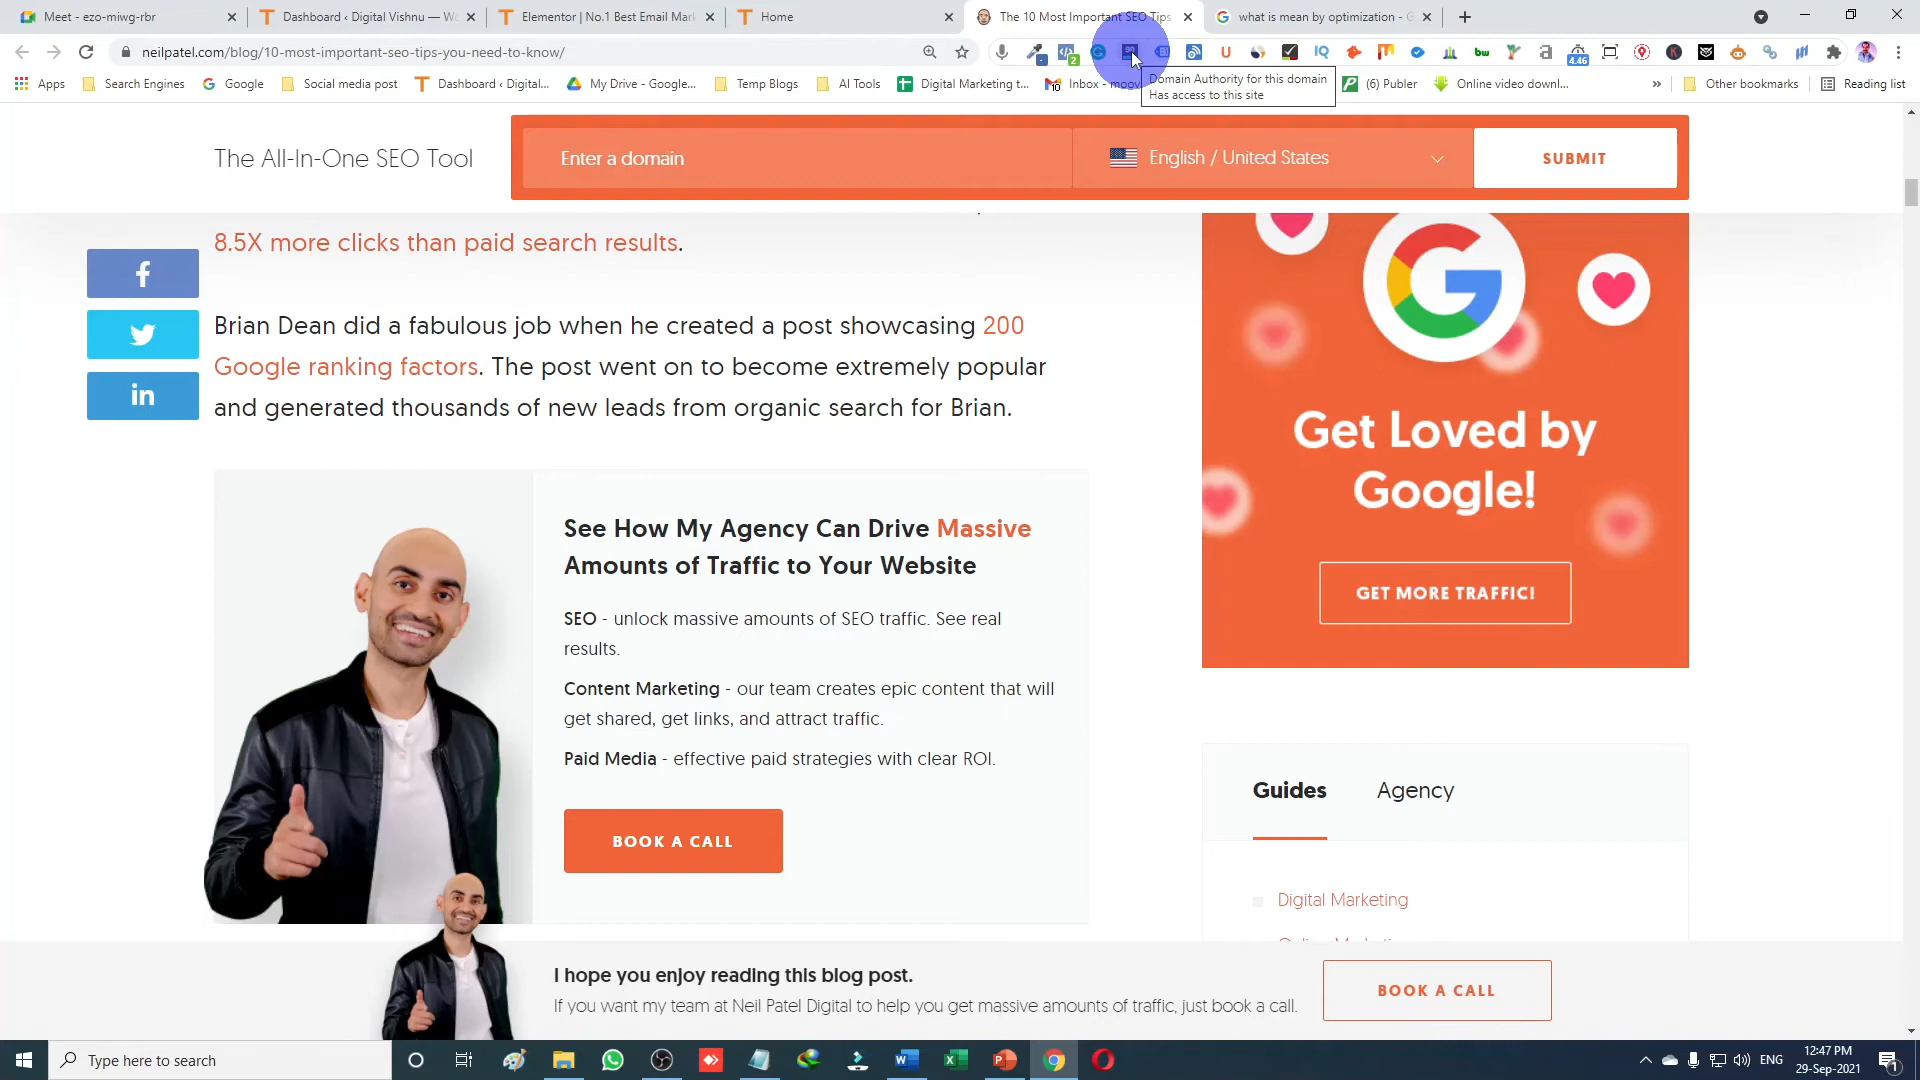 Meet - ezo-miwg-rbr
Dashboard ‹ Digital Vishnu — W
Elementor | No.1 Best Email Mar
Home
The 10 Most Important SEO Tips
what is mean by optimization - G
neilpatel.com/blog/10-most-important-seo-tips-you-need-to-know/
2
90
U
IQ
bw
a
4.46
K
Apps
Search Engines
Google
Social media post
Dashboard ‹ Digital...
My Drive - Google...
Temp Blogs
AI Tools
Digital Marketing t...
10
Inbox - moov
(6) Publer
Online video downl...
»
Other bookmarks
Reading list
Domain Authority for this domain
Has access to this site
The All-In-One SEO Tool
Enter a domain
English / United States
SUBMIT
8.5X more clicks than paid search results.
Brian Dean did a fabulous job when he created a post showcasing 200
Google ranking factors. The post went on to become extremely popular
and generated thousands of new leads from organic search for Brian.
f
in
See How My Agency Can Drive Massive
Amounts of Traffic to Your Website
SEO - unlock massive amounts of SEO traffic. See real
results.
Content Marketing - our team creates epic content that will
get shared, get links, and attract traffic.
Paid Media - effective paid strategies with clear ROI.
BOOK A CALL
Get Loved by
Google!
GET MORE TRAFFIC!
Guides
Agency
Digital Marketing
I hope you enjoy reading this blog post.
If you want my team at Neil Patel Digital to help you get massive amounts of traffic, just book a call.
BOOK A CALL
Type here to search
ENG
12:47 PM
29-Sep-2021
1